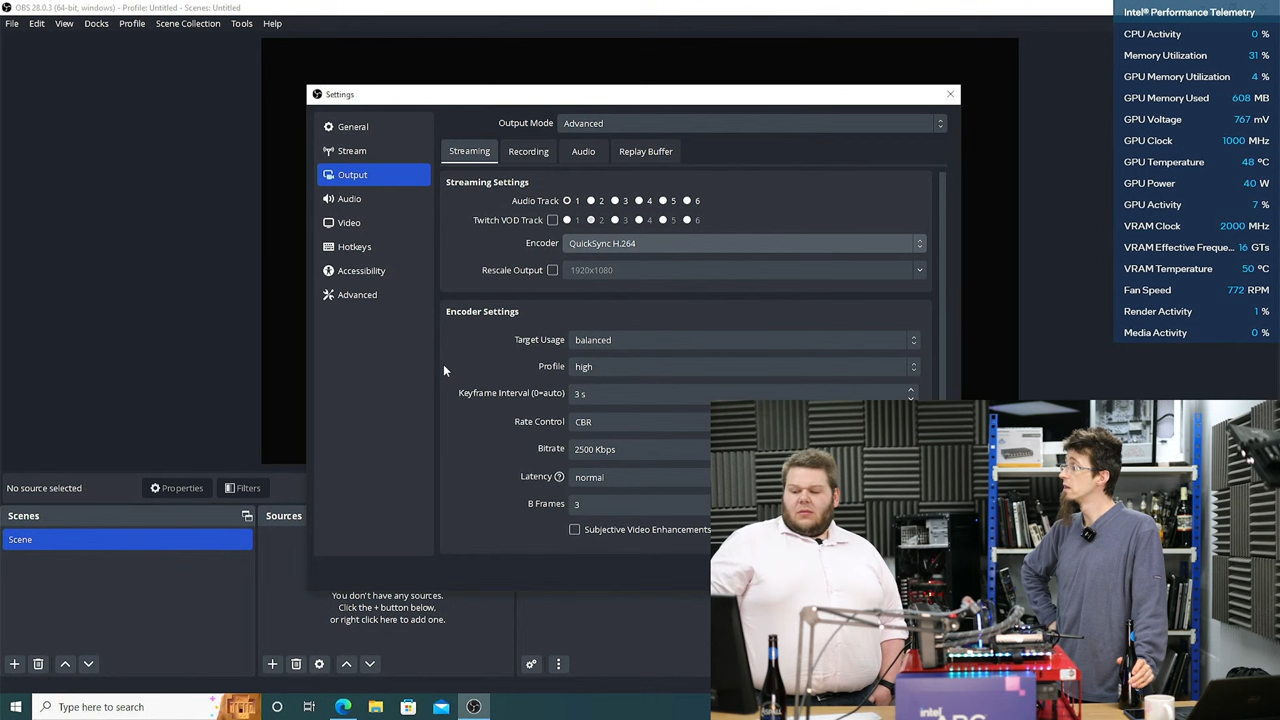 OBS 28.0.3 (64-bit, windows) - Profile: Untitled - Scenes: Untitled
File Edit View Docks Profile Scene Collection Tools Help
Intel® Performance Telemetry
CPU Activity 0 %
Memory Utilization 31 %
GPU Memory Utilization 4 %
GPU Memory Used 608 MB
GPU Voltage 767 mV
GPU Clock 1000 MHz
GPU Temperature 48 °C
GPU Power 40 W
GPU Activity 7 %
VRAM Clock 2000 MHz
VRAM Effective Freque... 16 GTs
VRAM Temperature 50 °C
Fan Speed 772 RPM
Render Activity 1 %
Media Activity 0 %
Settings
General
Stream
Output
Audio
Video
Hotkeys
Accessibility
Advanced
Output Mode Advanced
Streaming Recording Audio Replay Buffer
Streaming Settings
Audio Track 1 2 3 4 5 6
Twitch VOD Track 1 2 3 4 5 6
Encoder QuickSync H.264
Rescale Output 1920x1080
Encoder Settings
Target Usage balanced
Profile high
Keyframe Interval (0=auto) 3 s
Rate Control CBR
Bitrate 2500 Kbps
Latency normal
B Frames 3
Subjective Video Enhancements
No source selected Properties Filters
Scenes
Scene
Sources
You don't have any sources.
Click the + button below,
or right click here to add one.
Type here to search
intel
ARC